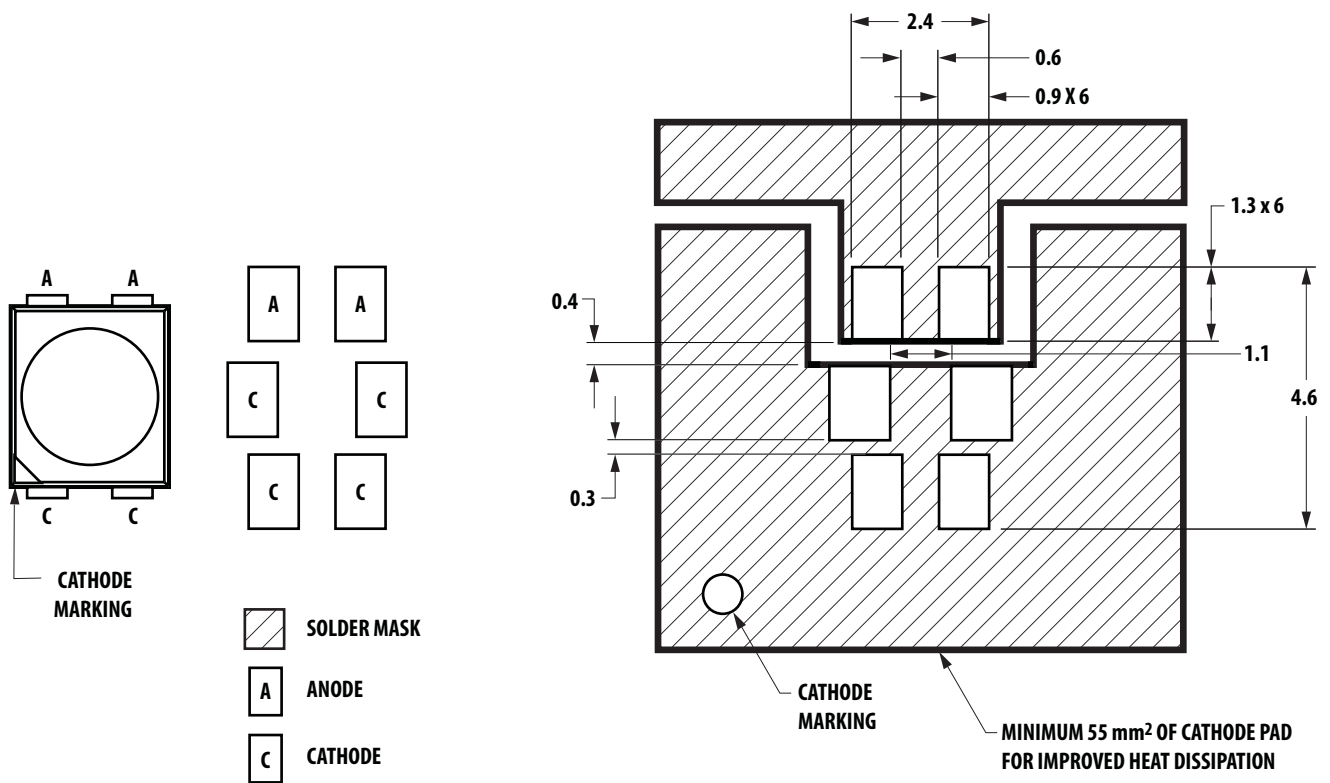 2.4
0.6
0.9 X 6
1.3 x 6
A A
A A
0.4
1.1
C C
4.6
C C
0.3
C C
CATHODE
MARKING
SOLDER MASK
A ANODE
C CATHODE
CATHODE
MARKING
MINIMUM 55 mm² OF CATHODE PAD
FOR IMPROVED HEAT DISSIPATION